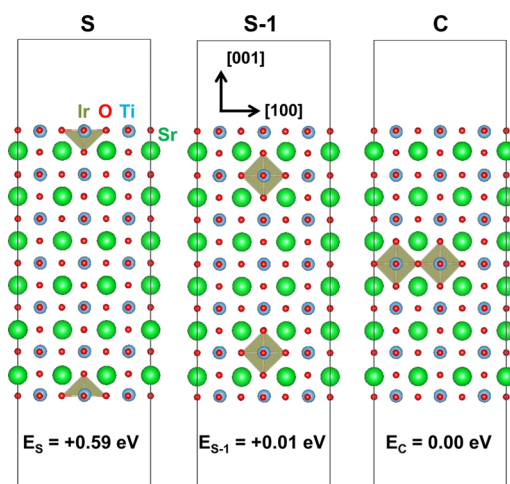 S S-1 C
[001]
[100]
Ir O Ti
Sr
E_S = +0.59 eV E_S-1 = +0.01 eV E_C = 0.00 eV